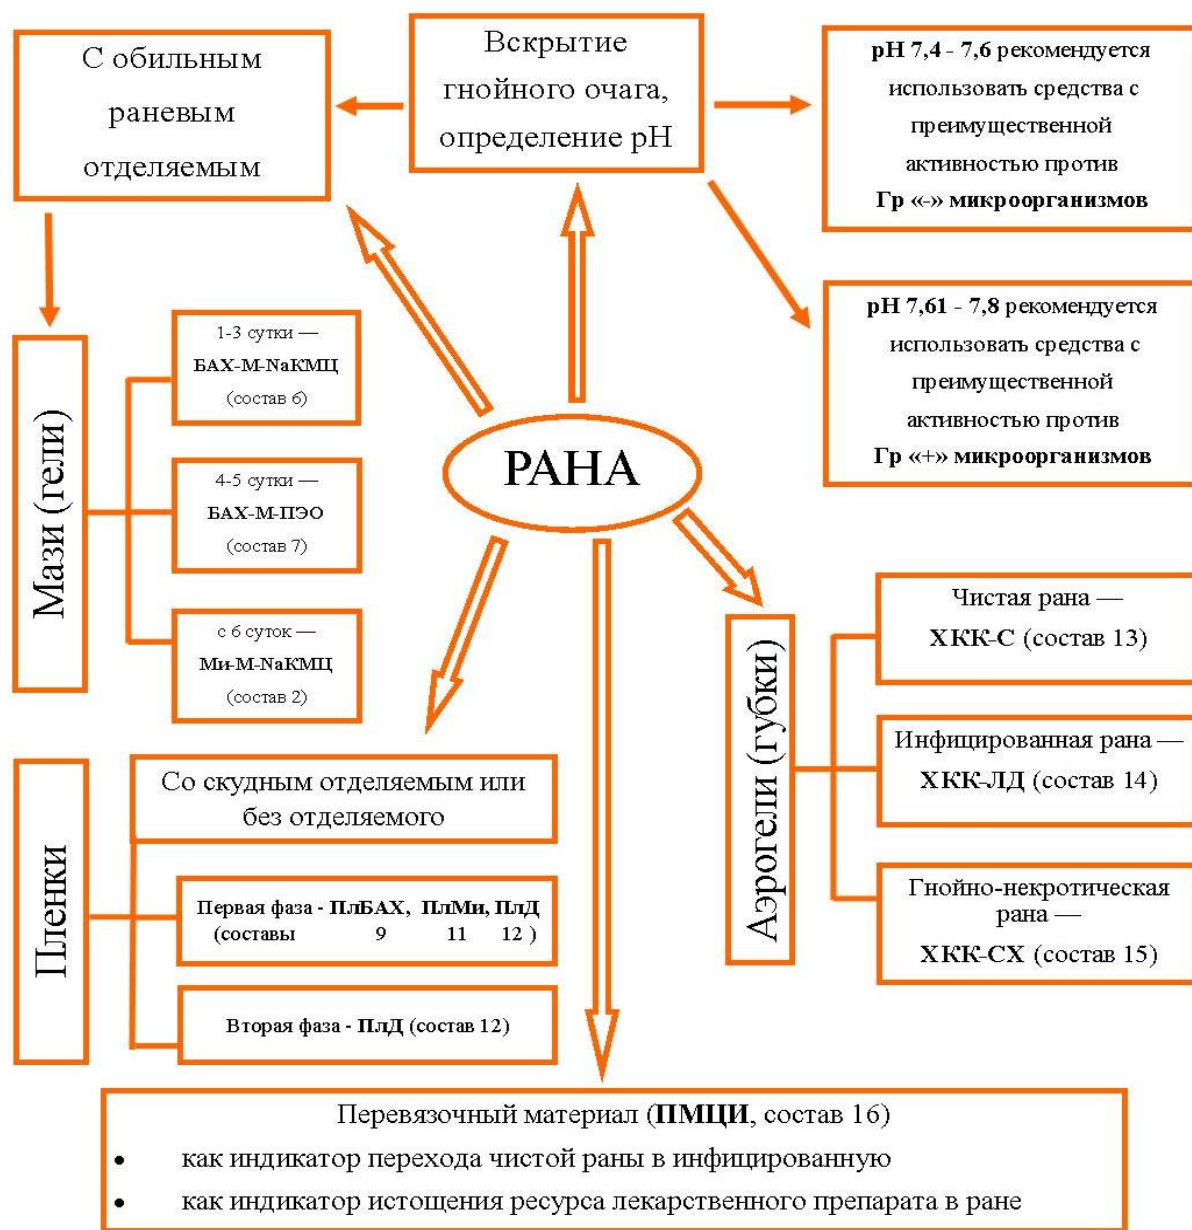 С обильным
раневым
отделяемым
Вскрытие
гнойного очага,
определение pH
pH 7,4 - 7,6 рекомендуется
использовать средства с
преимущественной
активностью против
Гр «-» микроорганизмов
pH 7,61 - 7,8 рекомендуется
использовать средства с
преимущественной
активностью против
Гр «+» микроорганизмов
РАНА
Мази (гели)
1-3 сутки —
БАХ-М-NaКМЦ
(состав 6)
4-5 сутки —
БАХ-М-ПЭО
(состав 7)
с 6 суток —
Ми-М-NaКМЦ
(состав 2)
Пленки
Со скудным отделяемым или
без отделяемого
Первая фаза - ПлБАХ, ПлМи, ПлД
(составы 9 11 12 )
Вторая фаза - ПлД (состав 12)
Аэрогели (губки)
Чистая рана —
ХКК-С (состав 13)
Инфицированная рана —
ХКК-ЛД (состав 14)
Гнойно-некротическая
рана —
ХКК-СХ (состав 15)
Перевязочный материал (ПМЦИ, состав 16)
• как индикатор перехода чистой раны в инфицированную
• как индикатор истощения ресурса лекарственного препарата в ране